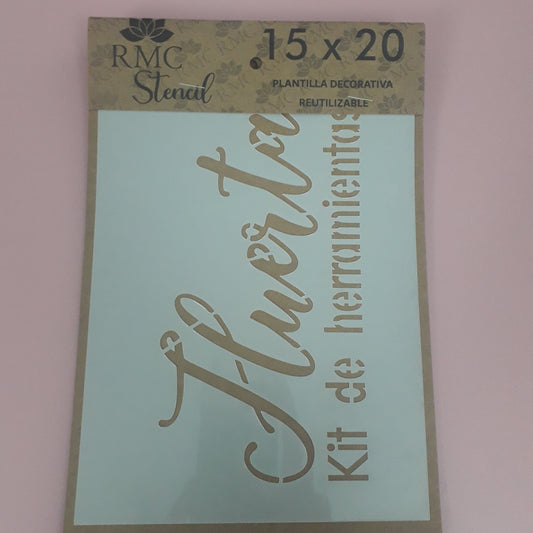 RMC
Stencil
15 x 20
PLANTILLA DECORATIVA
REUTILIZABLE
Huerta
Kit de herramientas